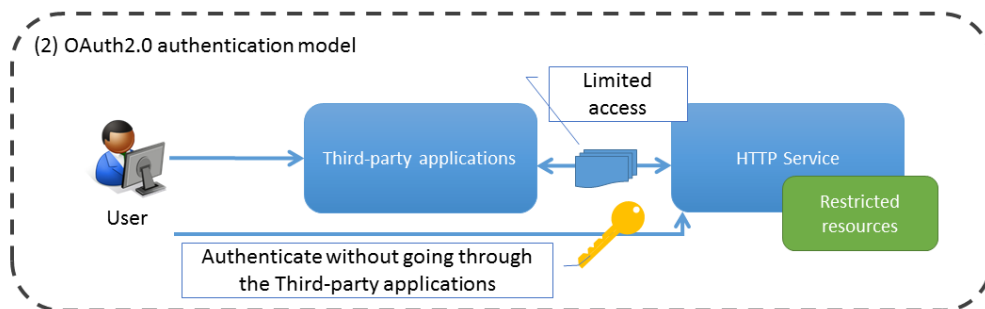 (2) OAuth2.0 authentication model
Limited
access
Third-party applications
HTTP Service
Restricted
resources
User
Authenticate without going through
the Third-party applications